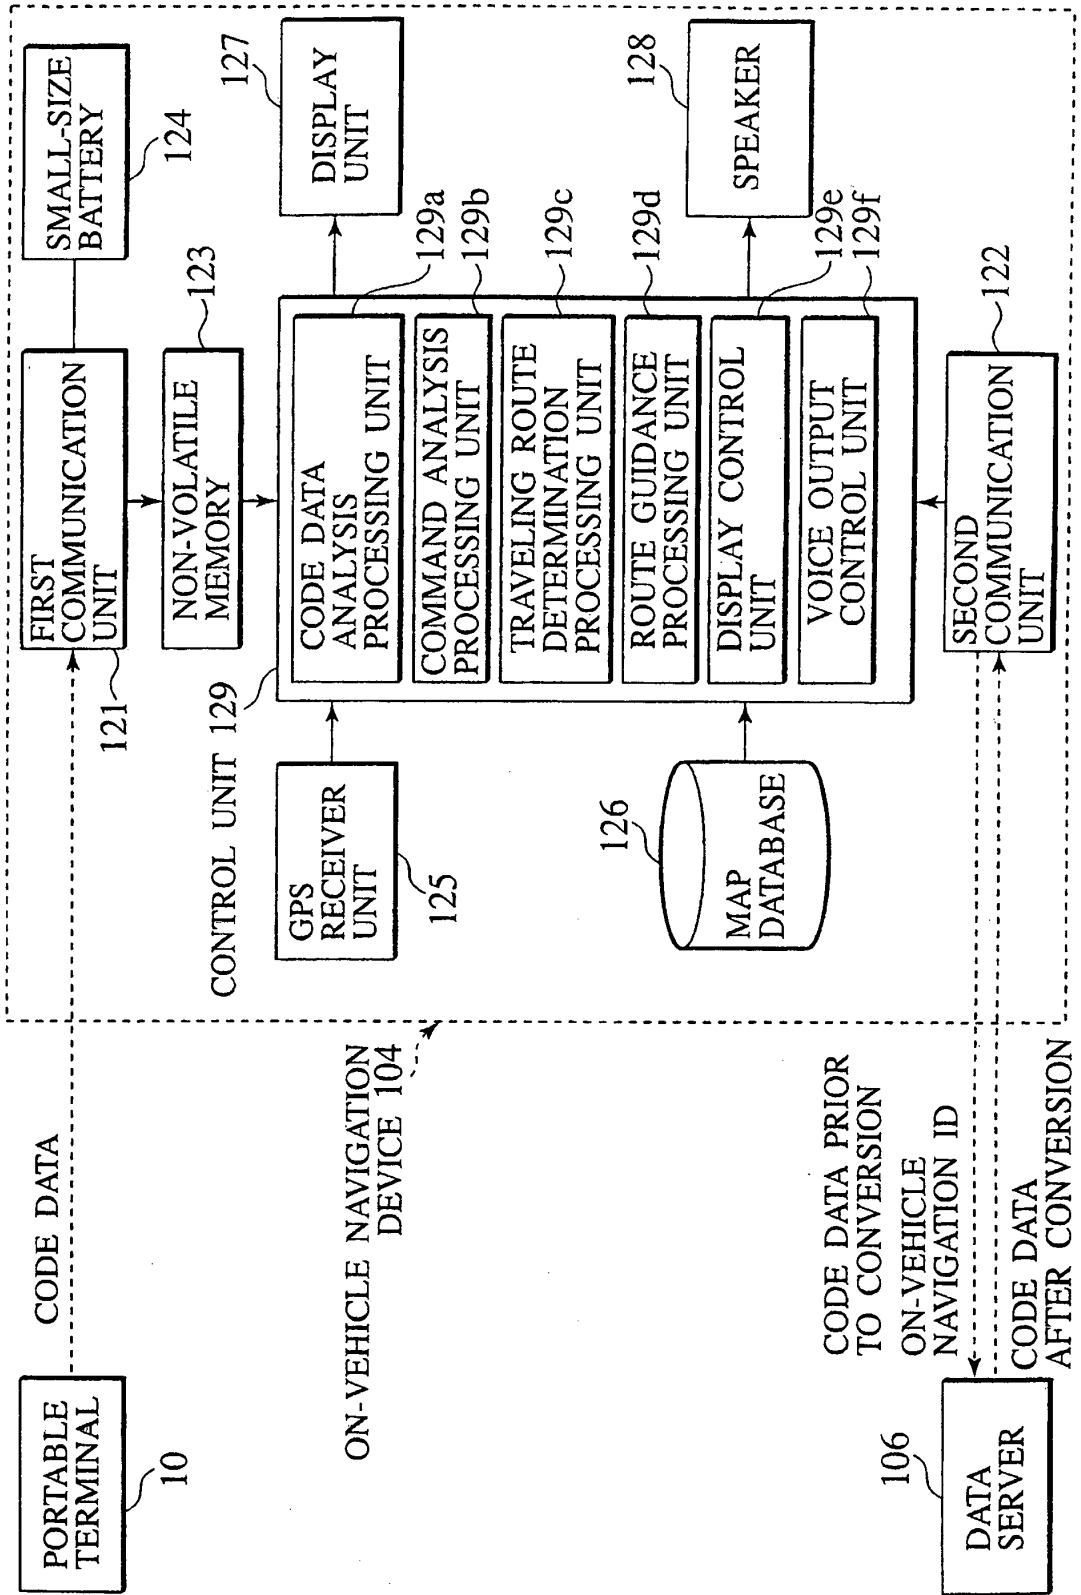 PORTABLE
TERMINAL
10
CODE DATA
FIRST
COMMUNICATION
UNIT
121
SMALL-SIZE
BATTERY
124
NON-VOLATILE
MEMORY
123
CONTROL UNIT 129
CODE DATA
ANALYSIS
PROCESSING UNIT
129a
COMMAND ANALYSIS
PROCESSING UNIT
129b
TRAVELING ROUTE
DETERMINATION
PROCESSING UNIT
129c
ROUTE GUIDANCE
PROCESSING UNIT
129d
DISPLAY CONTROL
UNIT
129e
VOICE OUTPUT
CONTROL UNIT
129f
DISPLAY
UNIT
127
SPEAKER
128
GPS
RECEIVER
UNIT
125
MAP
DATABASE
126
ON-VEHICLE NAVIGATION
DEVICE 104
SECOND
COMMUNICATION
UNIT
122
CODE DATA PRIOR
TO CONVERSION
ON-VEHICLE
NAVIGATION ID
CODE DATA
AFTER CONVERSION
DATA
SERVER
106